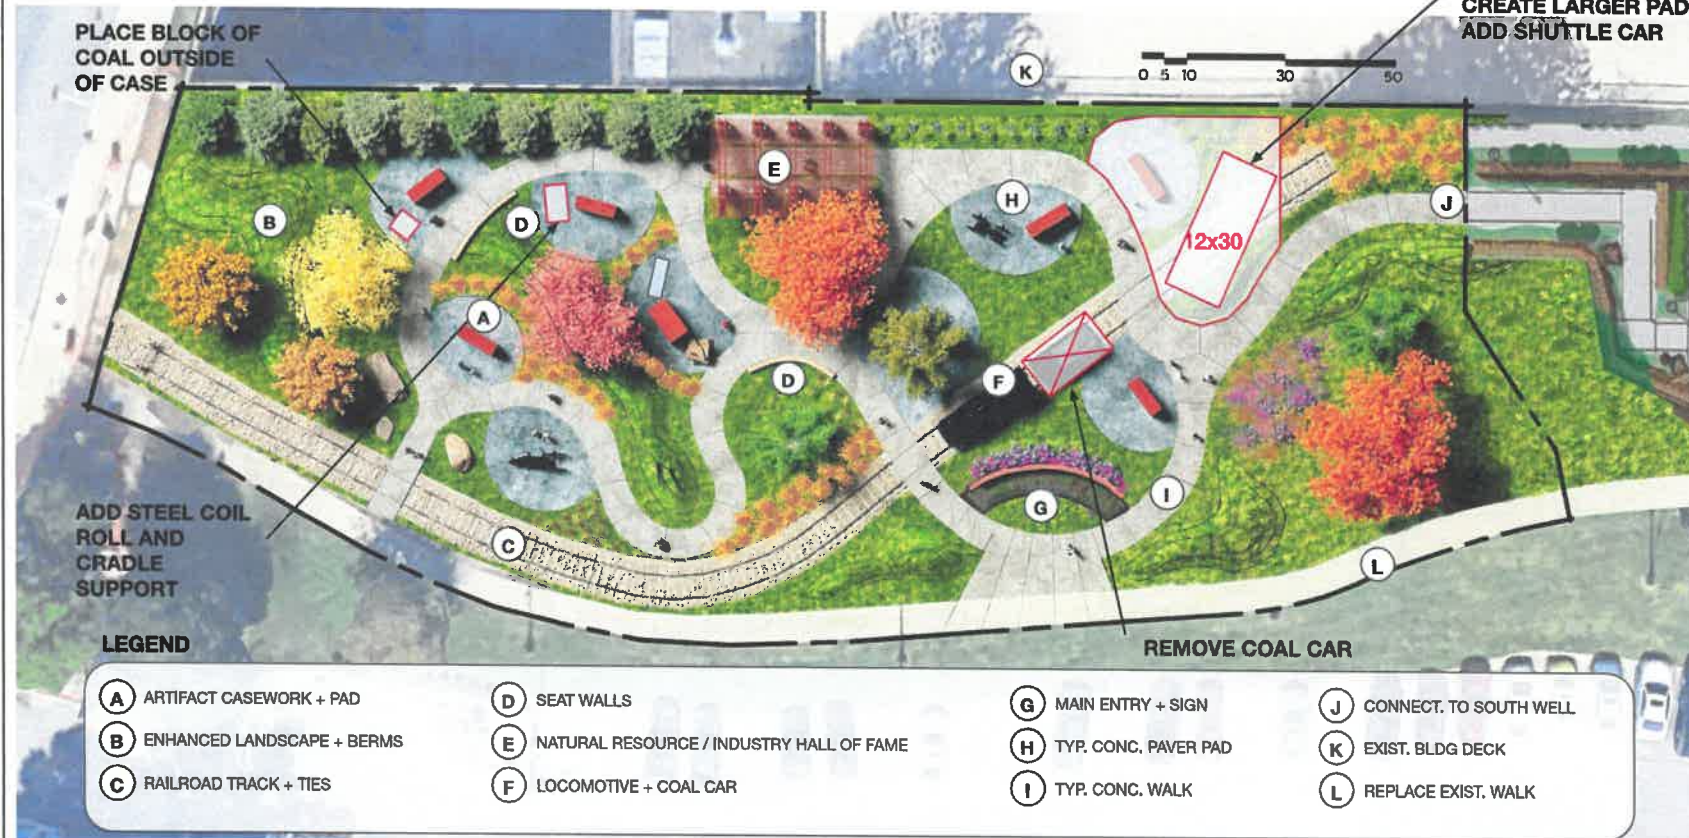 PLACE BLOCK OF
COAL OUTSIDE
OF CASE
CREATE LARGER PAD
ADD SHUTTLE CAR
K
0 5 10 30 50
E
B
D
H
J
12x30
A
D
F
G
I
C
L
ADD STEEL COIL
ROLL AND
CRADLE
SUPPORT
REMOVE COAL CAR
LEGEND
A ARTIFACT CASEWORK + PAD
B ENHANCED LANDSCAPE + BERMS
C RAILROAD TRACK + TIES
D SEAT WALLS
E NATURAL RESOURCE / INDUSTRY HALL OF FAME
F LOCOMOTIVE + COAL CAR
G MAIN ENTRY + SIGN
H TYP. CONC. PAVER PAD
I TYP. CONC. WALK
J CONNECT. TO SOUTH WELL
K EXIST. BLDG DECK
L REPLACE EXIST. WALK